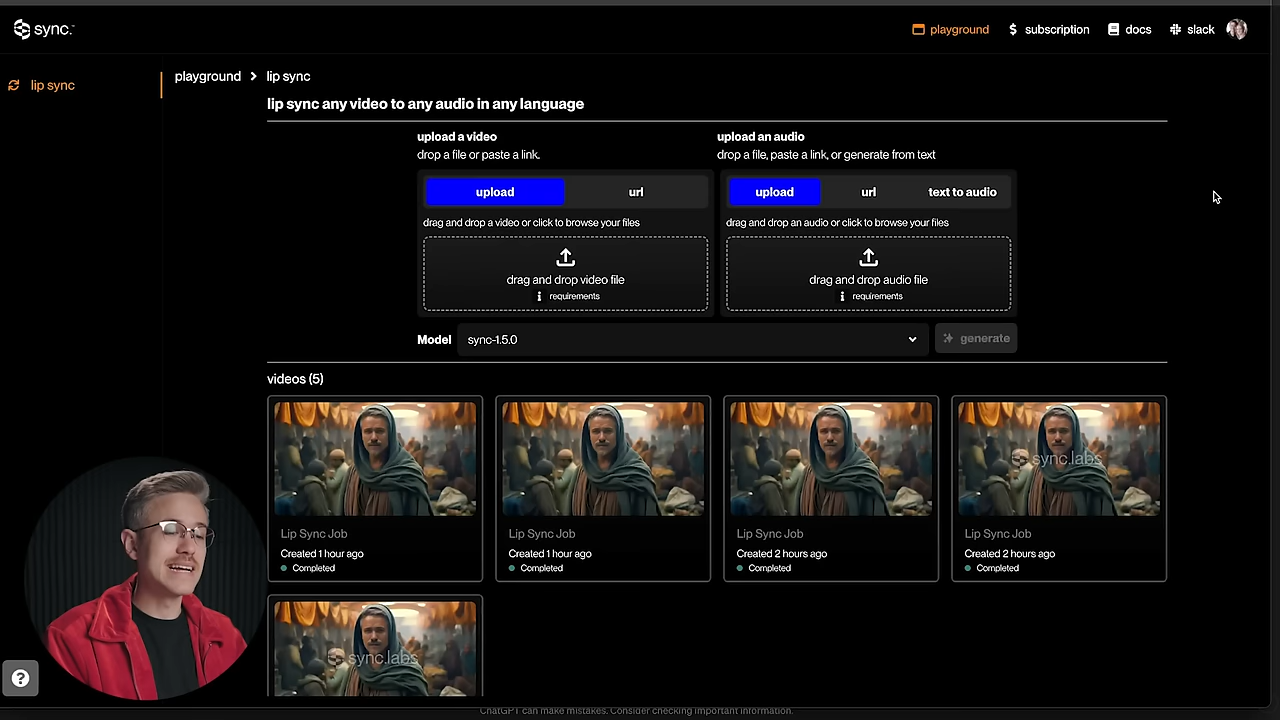 sync.™
playground
subscription
docs
slack
lip sync
playground > lip sync
lip sync any video to any audio in any language
upload a video
drop a file or paste a link.
upload
url
drag and drop a video or click to browse your files
drag and drop video file
requirements
upload an audio
drop a file, paste a link, or generate from text
upload
url
text to audio
drag and drop an audio or click to browse your files
drag and drop audio file
requirements
Model
sync-1.5.0
generate
videos (5)
Lip Sync Job
Created 1 hour ago
Completed
Lip Sync Job
Created 1 hour ago
Completed
Lip Sync Job
Created 2 hours ago
Completed
sync.labs
Lip Sync Job
Created 2 hours ago
Completed
sync.labs
?
ChatGPT can make mistakes. Consider checking important information.